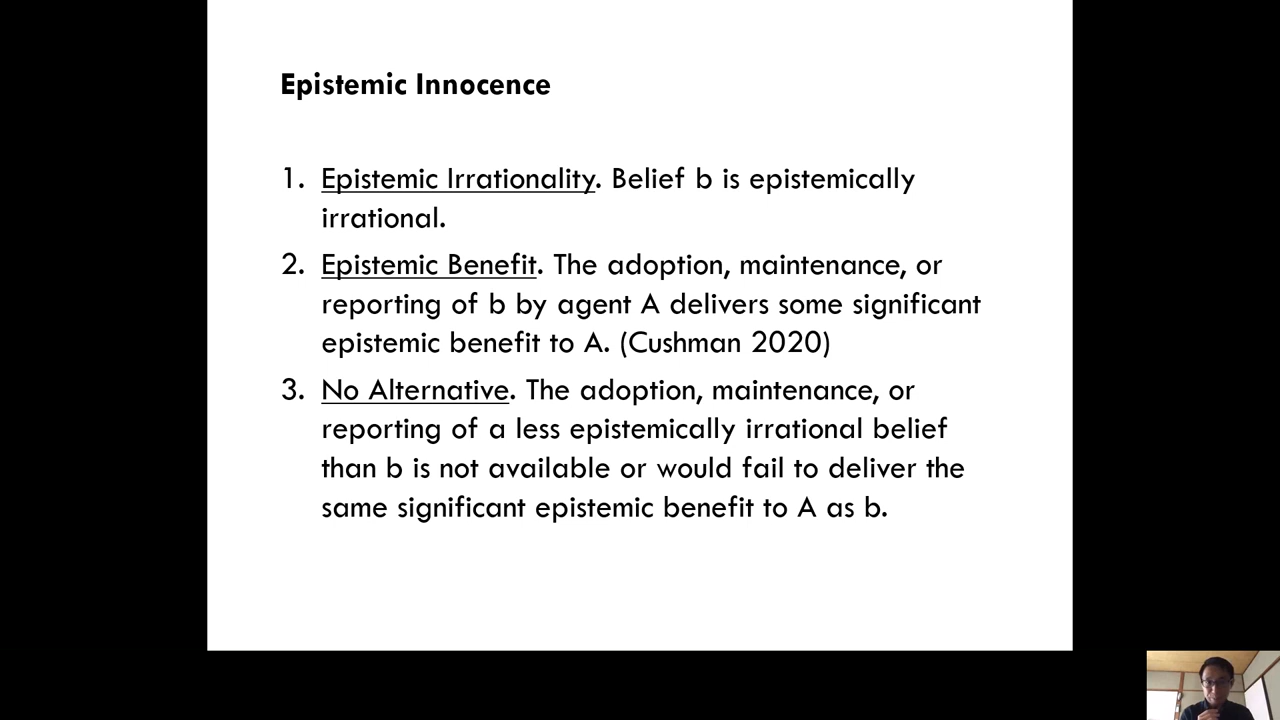 Epistemic Innocence
1. Epistemic Irrationality. Belief b is epistemically
irrational.
2. Epistemic Benefit. The adoption, maintenance, or
reporting of b by agent A delivers some significant
epistemic benefit to A. (Cushman 2020)
3. No Alternative. The adoption, maintenance, or
reporting of a less epistemically irrational belief
than b is not available or would fail to deliver the
same significant epistemic benefit to A as b.